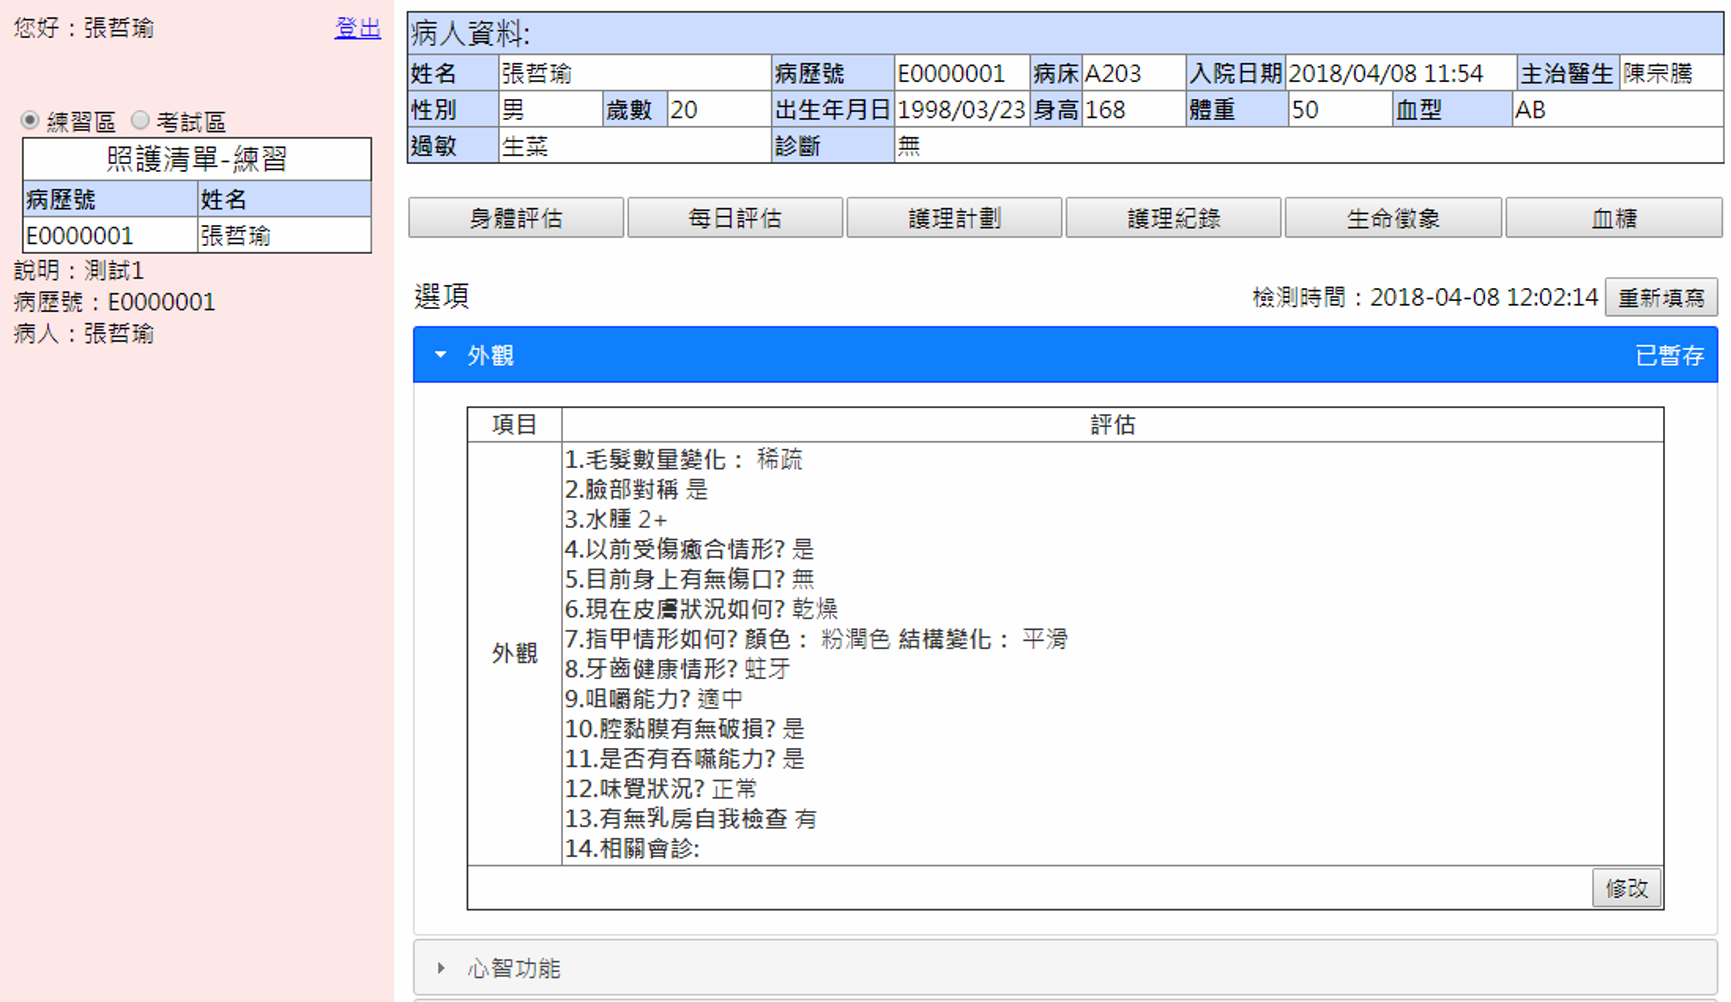 您好：張哲瑜 登出
練習區 考試區
照護清單-練習
病歷號 姓名
E0000001 張哲瑜
說明：測試1
病歷號：E0000001
病人：張哲瑜
病人資料:
姓名 張哲瑜 病歷號 E0000001 病床 A203 入院日期 2018/04/08 11:54 主治醫生 陳宗騰
性別 男 歲數 20 出生年月日 1998/03/23 身高 168 體重 50 血型 AB
過敏 生菜 診斷 無
身體評估 每日評估 護理計劃 護理紀錄 生命徵象 血糖
選項 檢測時間：2018-04-08 12:02:14 重新填寫
外觀 已暫存
項目 評估
外觀
1.毛髮數量變化： 稀疏
2.臉部對稱 是
3.水腫 2+
4.以前受傷癒合情形? 是
5.目前身上有無傷口? 無
6.現在皮膚狀況如何? 乾燥
7.指甲情形如何? 顏色： 粉潤色 結構變化： 平滑
8.牙齒健康情形? 蛀牙
9.咀嚼能力? 適中
10.腔黏膜有無破損? 是
11.是否有吞嚥能力? 是
12.味覺狀況? 正常
13.有無乳房自我檢查 有
14.相關會診:
修改
心智功能